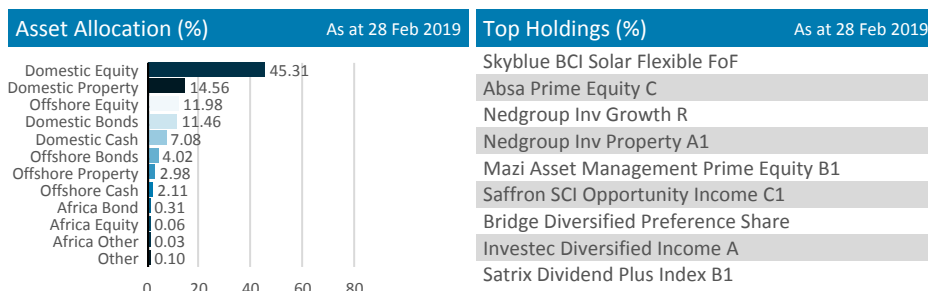 Asset Allocation (%) As at 28 Feb 2019
Domestic Equity 45.31
Domestic Property 14.56
Offshore Equity 11.98
Domestic Bonds 11.46
Domestic Cash 7.08
Offshore Bonds 4.02
Offshore Property 2.98
Offshore Cash 2.11
Africa Bond 0.31
Africa Equity 0.06
Africa Other 0.03
Other 0.10
0 20 40 60 80
Top Holdings (%) As at 28 Feb 2019
Skyblue BCI Solar Flexible FoF
Absa Prime Equity C
Nedgroup Inv Growth R
Nedgroup Inv Property A1
Mazi Asset Management Prime Equity B1
Saffron SCI Opportunity Income C1
Bridge Diversified Preference Share
Investec Diversified Income A
Satrix Dividend Plus Index B1